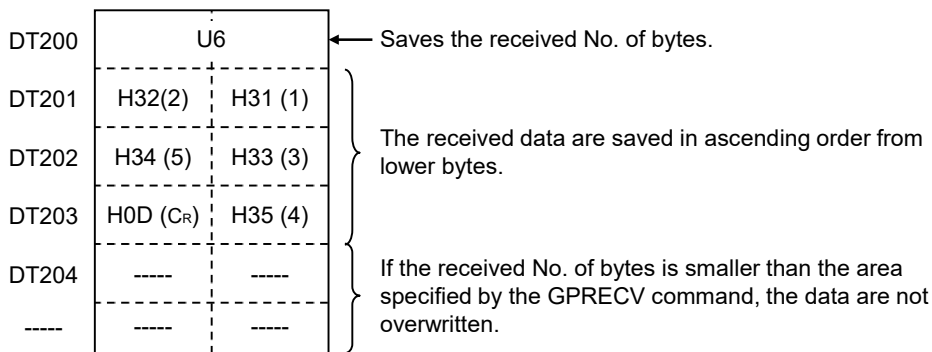 DT200 U6 Saves the received No. of bytes.
DT201 H32(2) H31 (1)
The received data are saved in ascending order from
DT202 H34 (5) H33 (3)
lower bytes.
DT203 H0D (CR) H35 (4)
DT204 ----- -----
If the received No. of bytes is smaller than the area
specified by the GPRECV command, the data are not
overwritten.
----- ----- -----